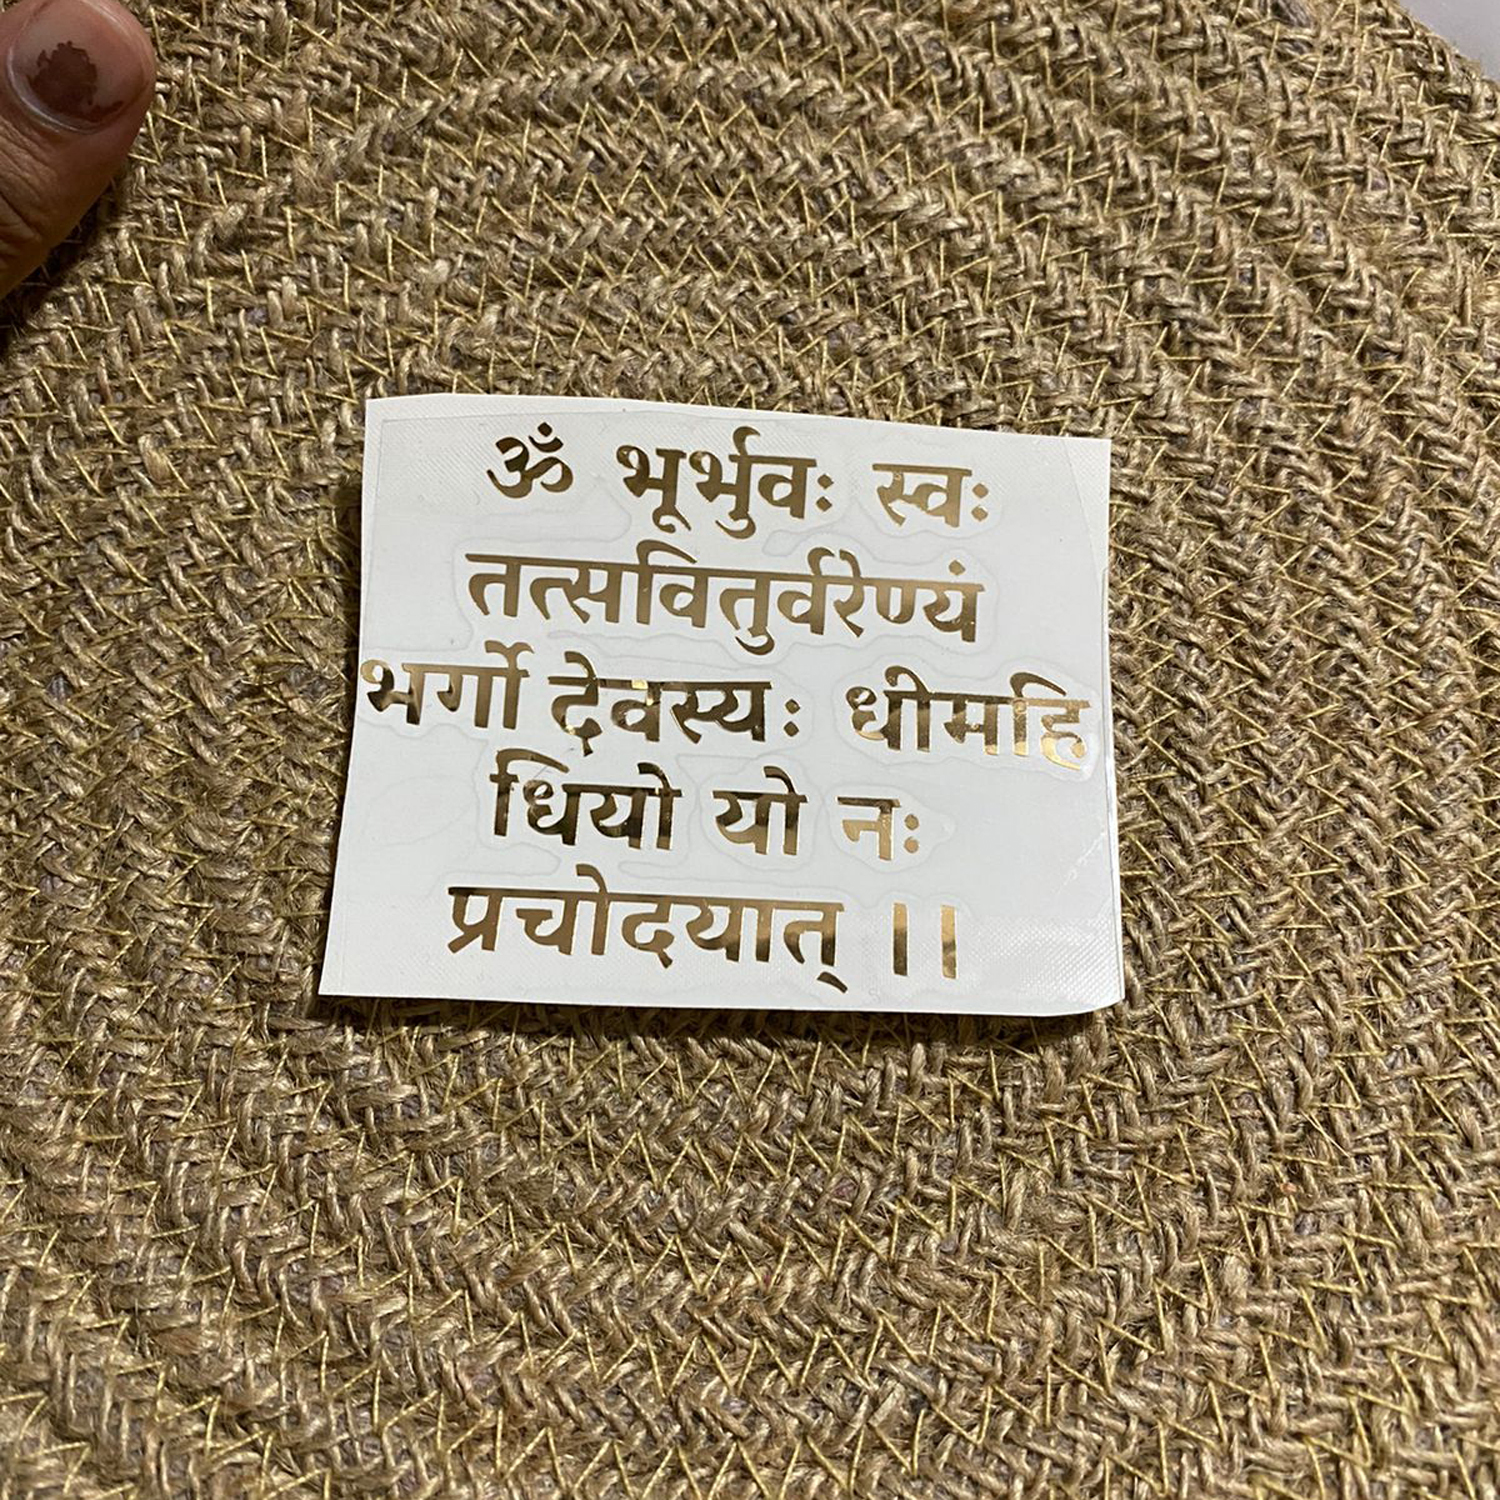 ॐ भूर्भुवः स्वः
तत्सवितुर्वरेण्यं
भर्गो देवस्यः धीमहि
धियो यो नः
प्रचोदयात् ।।